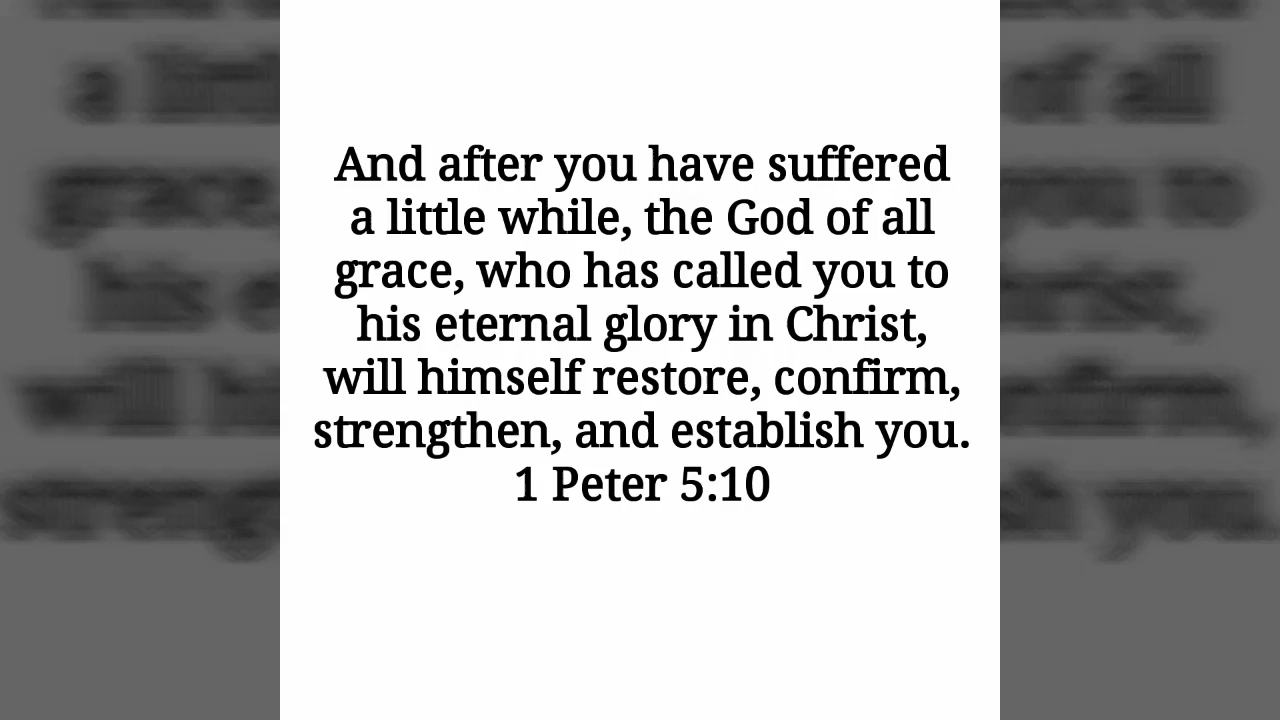 And after you have suffered
a little while, the God of all
grace, who has called you to
his eternal glory in Christ,
will himself restore, confirm,
strengthen, and establish you.
1 Peter 5:10